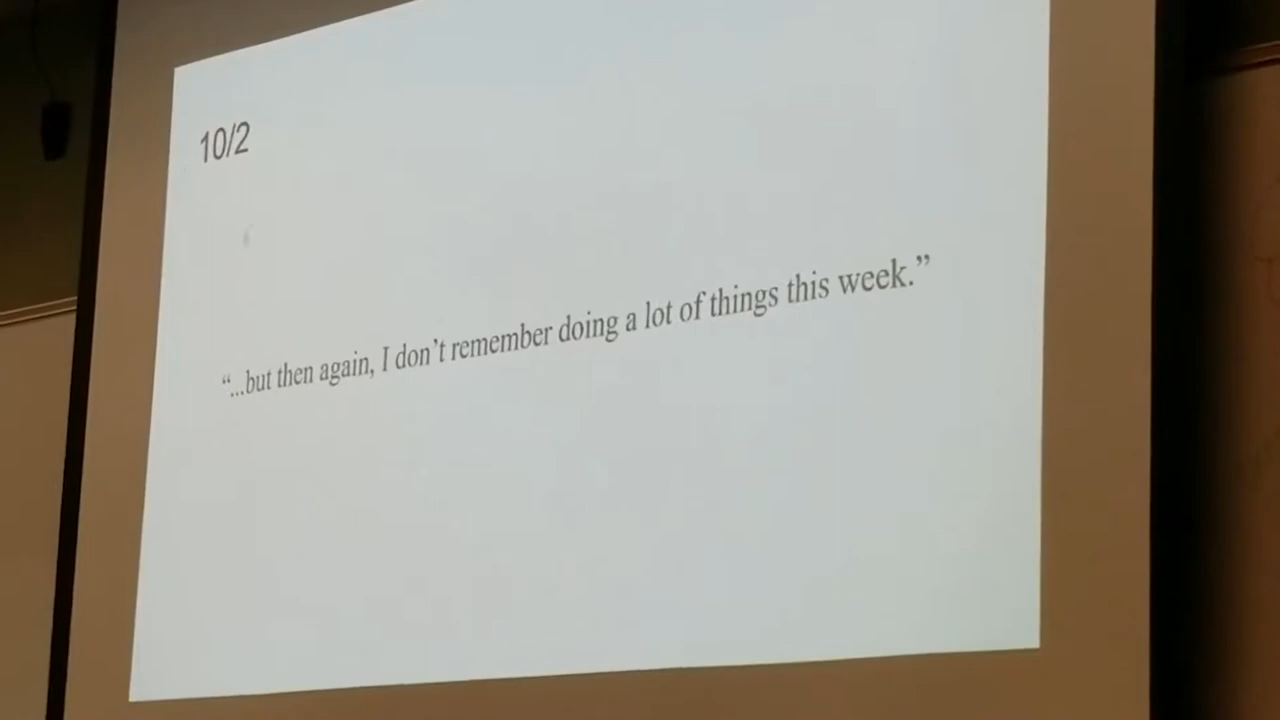 10/2
“...but then again, I don’t remember doing a lot of things this week.”